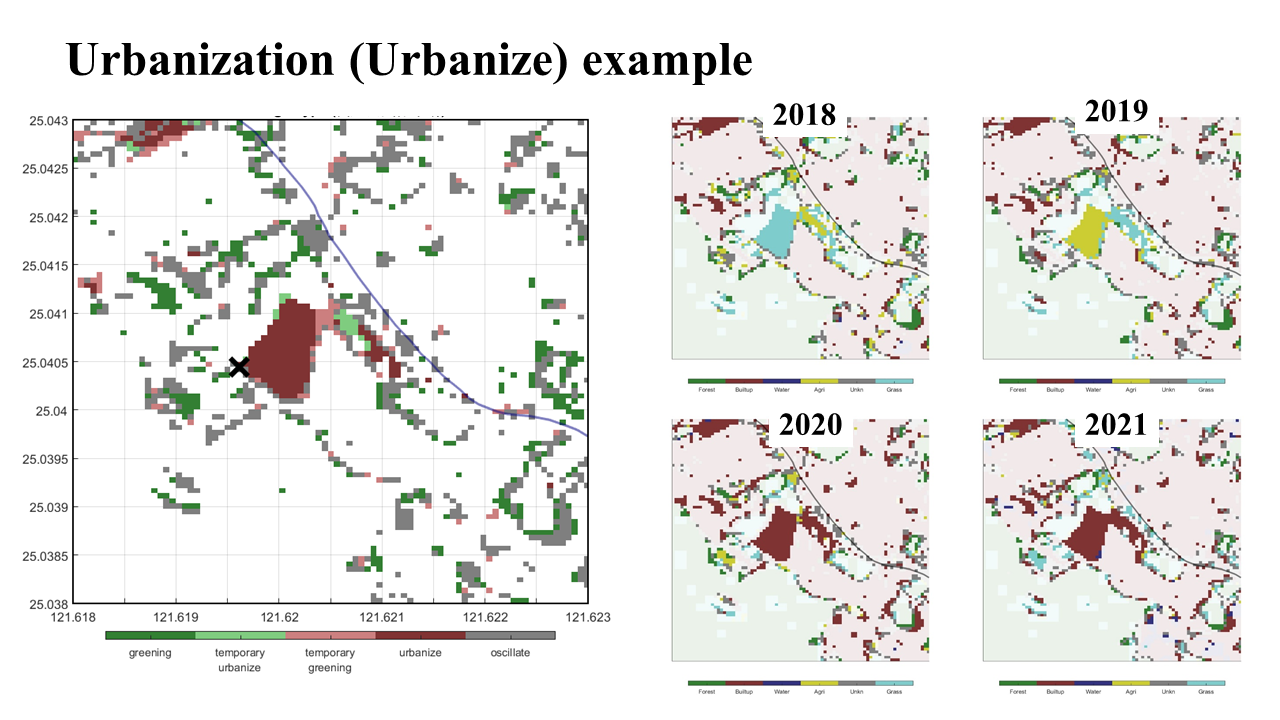 Urbanization (Urbanize) example
25.043
25.0425
25.042
25.0415
25.041
25.0405
25.04
25.0395
25.039
25.0385
25.038
121.618 121.619 121.62 121.621 121.622 121.623
greening temporary urbanize temporary greening urbanize oscillate
2018
Forest Builtup Water Agri Unkn Grass
2019
Forest Builtup Water Agri Unkn Grass
2020
Forest Builtup Water Agri Unkn Grass
2021
Forest Builtup Water Agri Unkn Grass